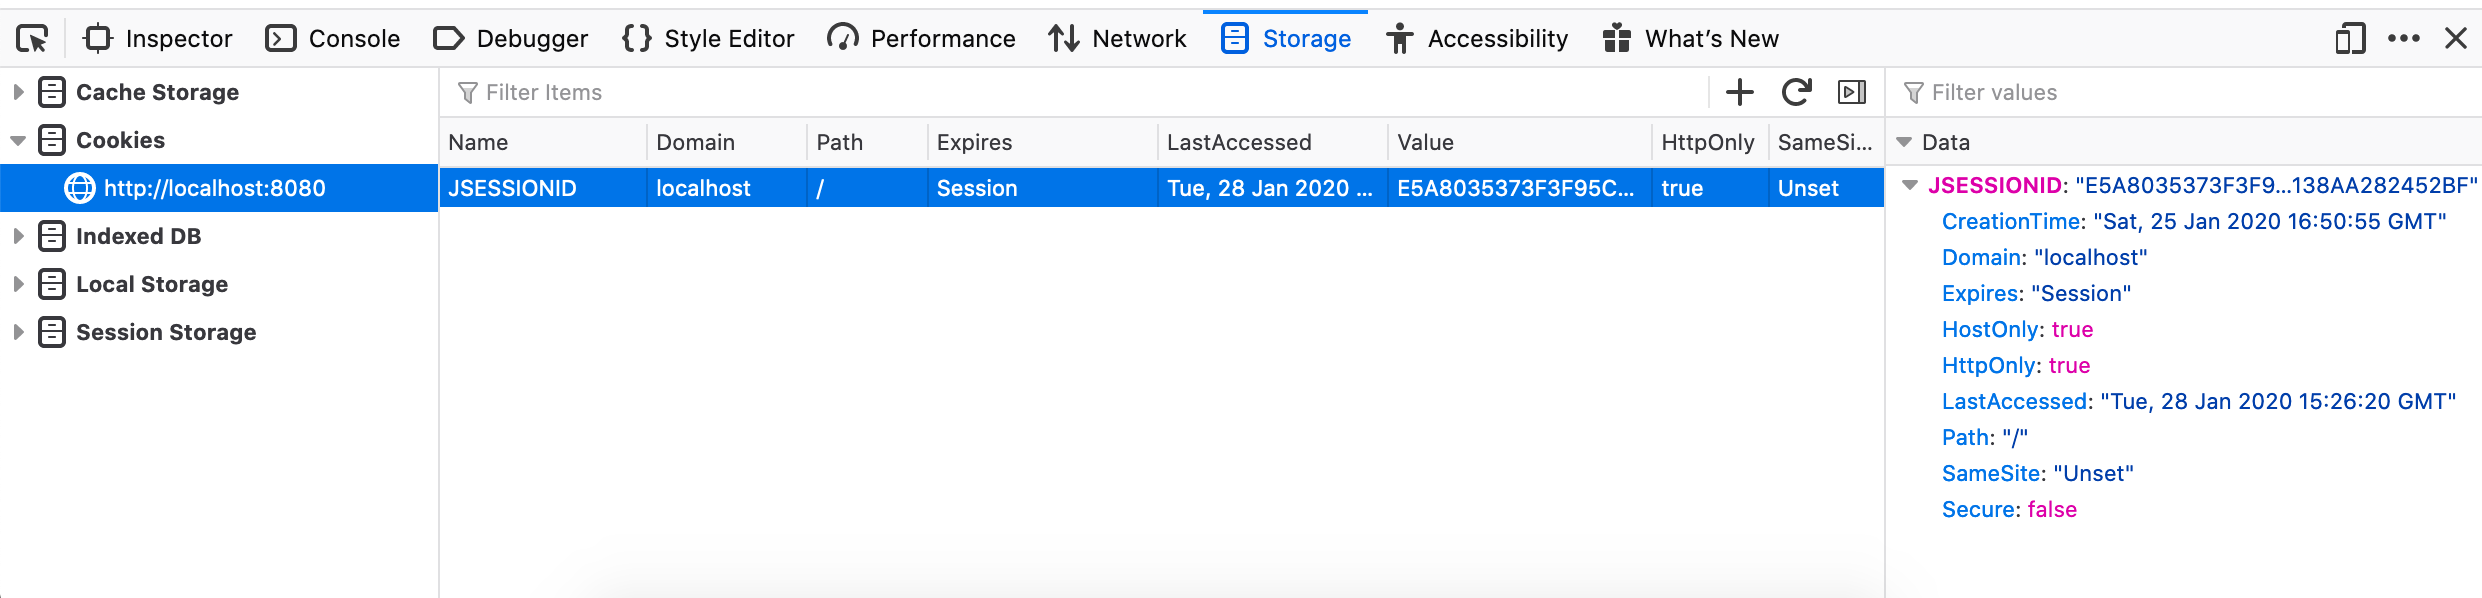 Inspector Console Debugger Style Editor Performance Network Storage Accessibility What's New
Cache Storage
Cookies
http://localhost:8080
Indexed DB
Local Storage
Session Storage
Filter Items
Name Domain Path Expires LastAccessed Value HttpOnly SameSi...
JSESSIONID localhost / Session Tue, 28 Jan 2020 ... E5A8035373F3F95C... true Unset
Filter values
Data
JSESSIONID: "E5A8035373F3F9...138AA282452BF"
CreationTime: "Sat, 25 Jan 2020 16:50:55 GMT"
Domain: "localhost"
Expires: "Session"
HostOnly: true
HttpOnly: true
LastAccessed: "Tue, 28 Jan 2020 15:26:20 GMT"
Path: "/"
SameSite: "Unset"
Secure: false